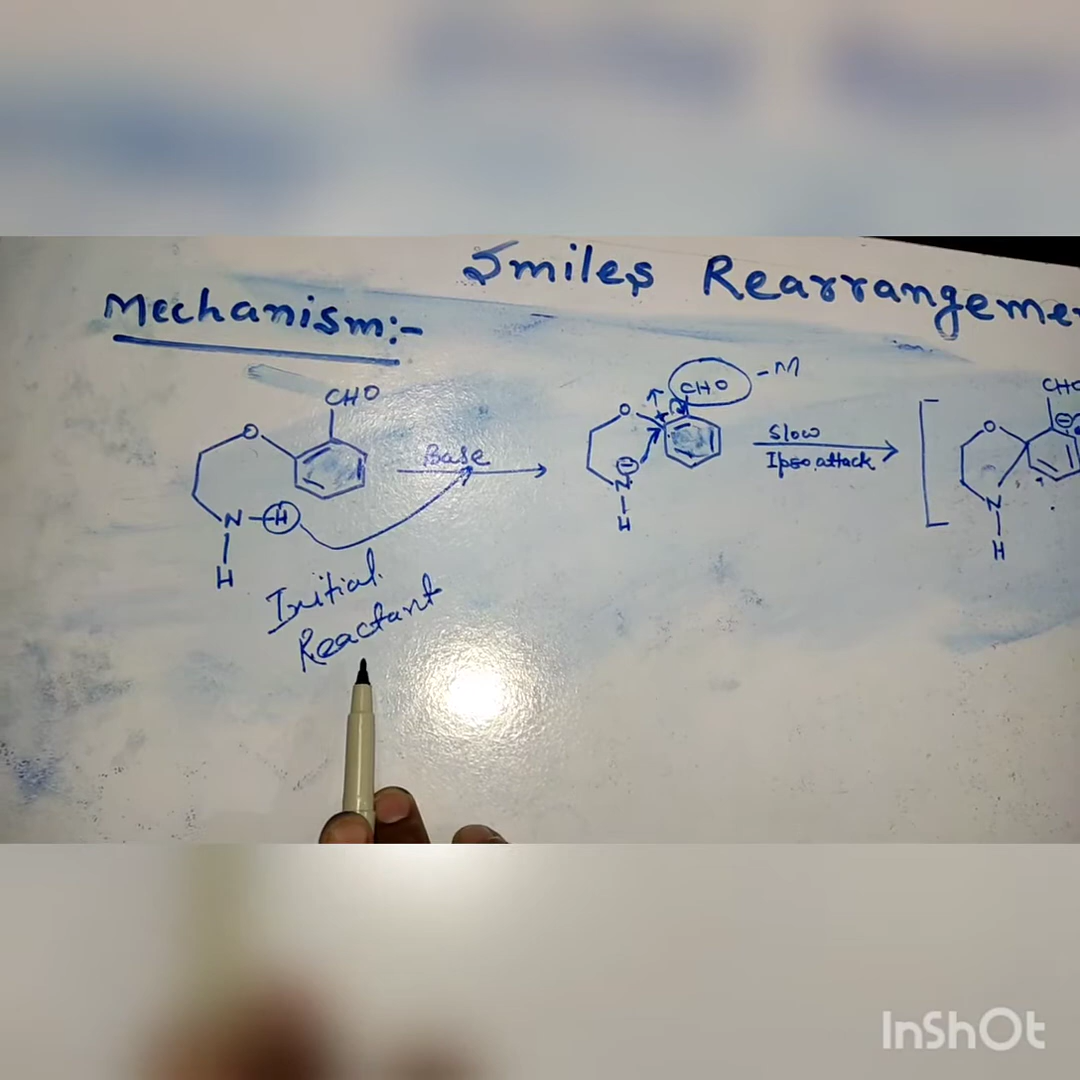 Smiles Rearrangeme
Mechanism:-
CHO
O
N-H
H
Base
Initial
Reactant
CHO
-M
O
⊖
N
H
Slow
Ipso attack
CHO
O
⊖
N
H
InShOt